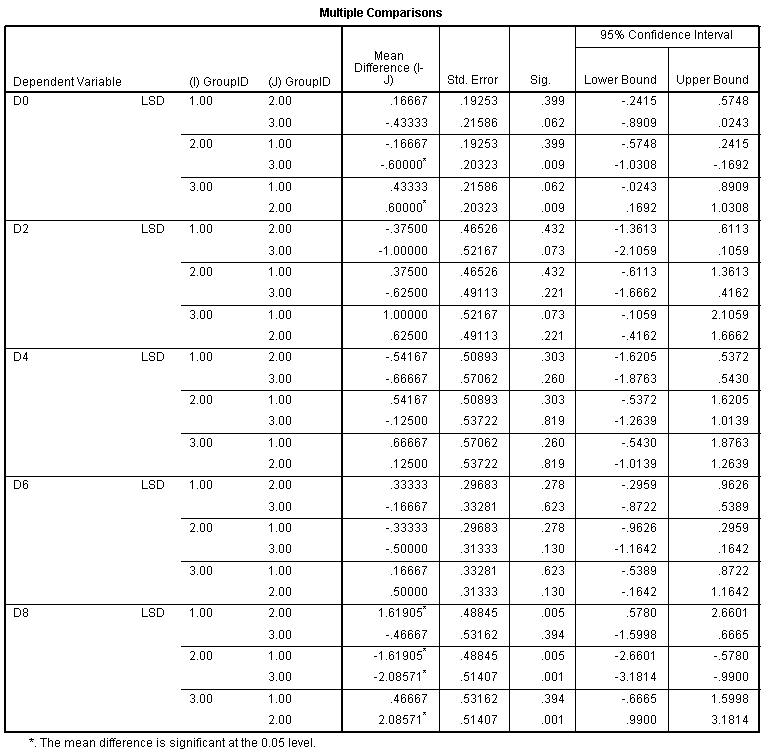 Multiple Comparisons
95% Confidence Interval
Dependent Variable (I) GroupID (J) GroupID Mean Difference (I-J) Std. Error Sig. Lower Bound Upper Bound
D0 LSD 1.00 2.00 .16667 .19253 .399 -.2415 .5748
3.00 -.43333 .21586 .062 -.8909 .0243
2.00 1.00 -.16667 .19253 .399 -.5748 .2415
3.00 -.60000* .20323 .009 -1.0308 -.1692
3.00 1.00 .43333 .21586 .062 -.0243 .8909
2.00 .60000* .20323 .009 .1692 1.0308
D2 LSD 1.00 2.00 -.37500 .46526 .432 -1.3613 .6113
3.00 -1.00000 .52167 .073 -2.1059 .1059
2.00 1.00 .37500 .46526 .432 -.6113 1.3613
3.00 -.62500 .49113 .221 -1.6662 .4162
3.00 1.00 1.00000 .52167 .073 -.1059 2.1059
2.00 .62500 .49113 .221 -.4162 1.6662
D4 LSD 1.00 2.00 -.54167 .50893 .303 -1.6205 .5372
3.00 -.66667 .57062 .260 -1.8763 .5430
2.00 1.00 .54167 .50893 .303 -.5372 1.6205
3.00 -.12500 .53722 .819 -1.2639 1.0139
3.00 1.00 .66667 .57062 .260 -.5430 1.8763
2.00 .12500 .53722 .819 -1.0139 1.2639
D6 LSD 1.00 2.00 .33333 .29683 .278 -.2959 .9626
3.00 -.16667 .33281 .623 -.8722 .5389
2.00 1.00 -.33333 .29683 .278 -.9626 .2959
3.00 -.50000 .31333 .130 -1.1642 .1642
3.00 1.00 .16667 .33281 .623 -.5389 .8722
2.00 .50000 .31333 .130 -.1642 1.1642
D8 LSD 1.00 2.00 1.61905* .48845 .005 .5780 2.6601
3.00 -.46667 .53162 .394 -1.5998 .6665
2.00 1.00 -1.61905* .48845 .005 -2.6601 -.5780
3.00 -2.08571* .51407 .001 -3.1814 -.9900
3.00 1.00 .46667 .53162 .394 -.6665 1.5998
2.00 2.08571* .51407 .001 .9900 3.1814
*. The mean difference is significant at the 0.05 level.